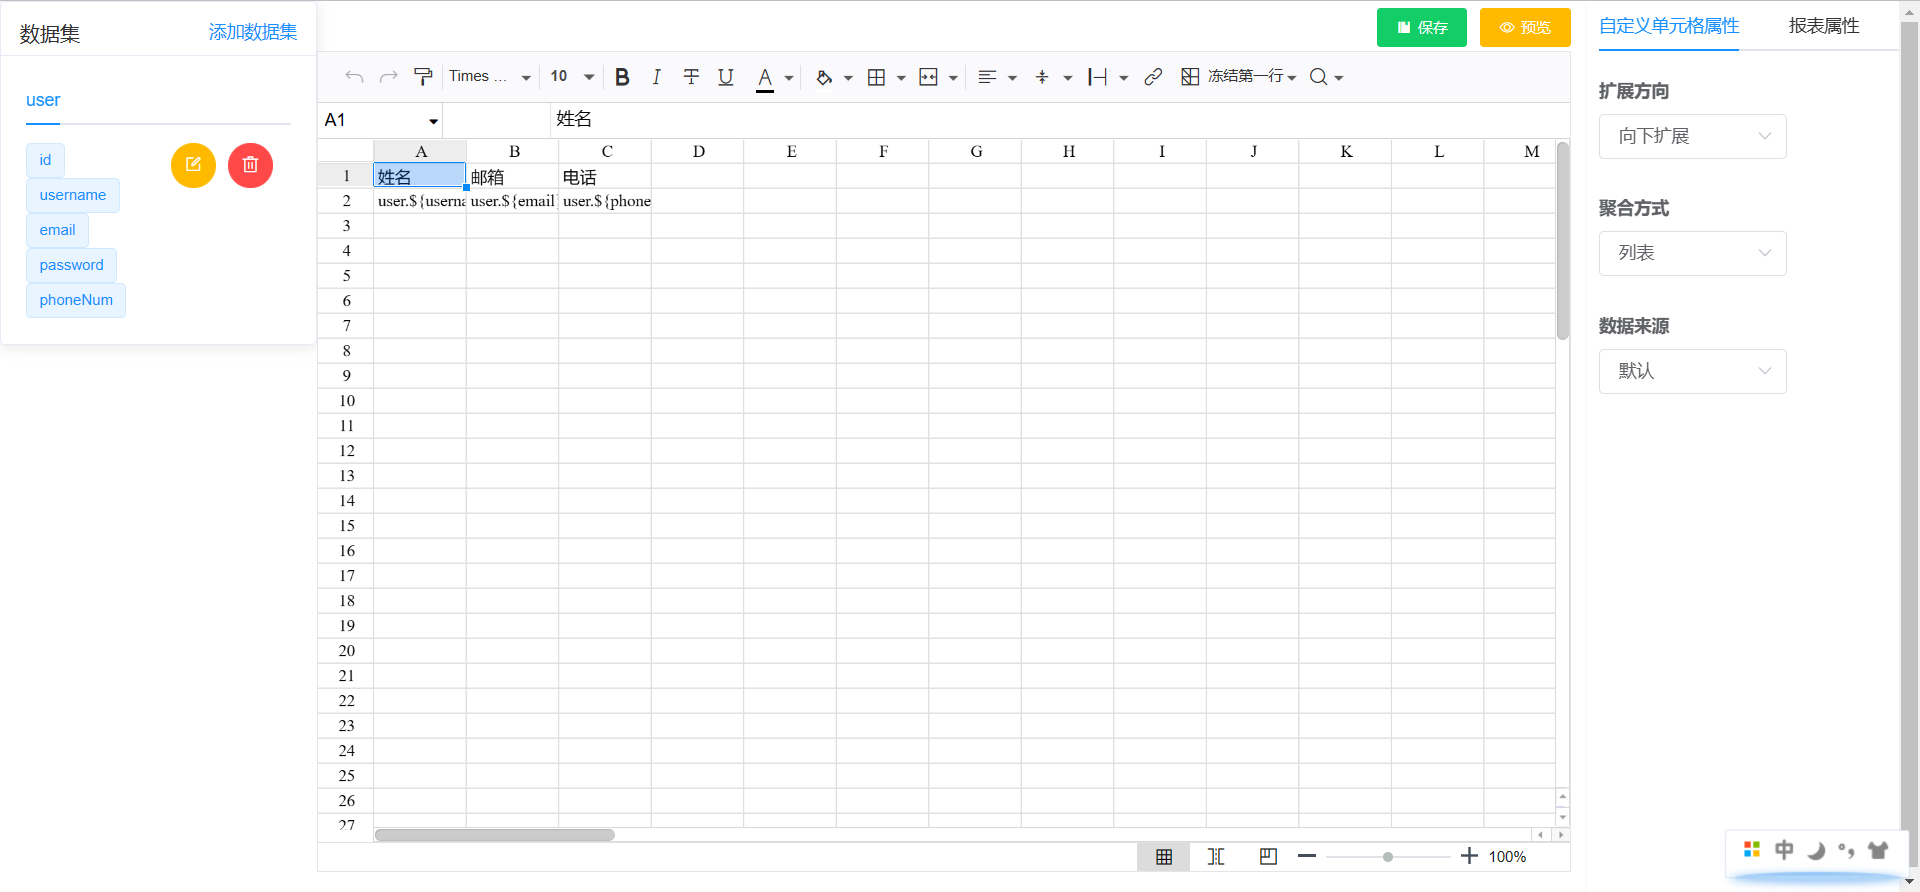 数据集 添加数据集
user
id
username
email
password
phoneNum
保存 预览
Times ... 10 B I T U A 冻结第一行
A1 姓名
A B C D E F G H I J K L M
1 姓名 邮箱 电话
2 user.${userna user.${email user.${phone
3
4
5
6
7
8
9
10
11
12
13
14
15
16
17
18
19
20
21
22
23
24
25
26
27
100%
自定义单元格属性 报表属性
扩展方向
向下扩展
聚合方式
列表
数据来源
默认
中 °,